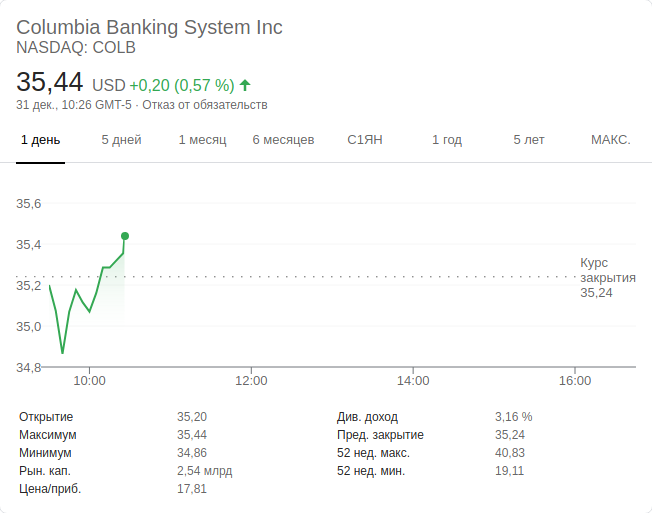 Columbia Banking System Inc
NASDAQ: COLB
35,44 USD +0,20 (0,57 %)
31 дек., 10:26 GMT-5 · Отказ от обязательств
1 день 5 дней 1 месяц 6 месяцев С1ЯН 1 год 5 лет МАКС.
35,6
35,4
35,2
35,0
34,8
Курс
закрытия
35,24
10:00 12:00 14:00 16:00
Открытие 35,20 Див. доход 3,16 %
Максимум 35,44 Пред. закрытие 35,24
Минимум 34,86 52 нед. макс. 40,83
Рын. кап. 2,54 млрд 52 нед. мин. 19,11
Цена/приб. 17,81